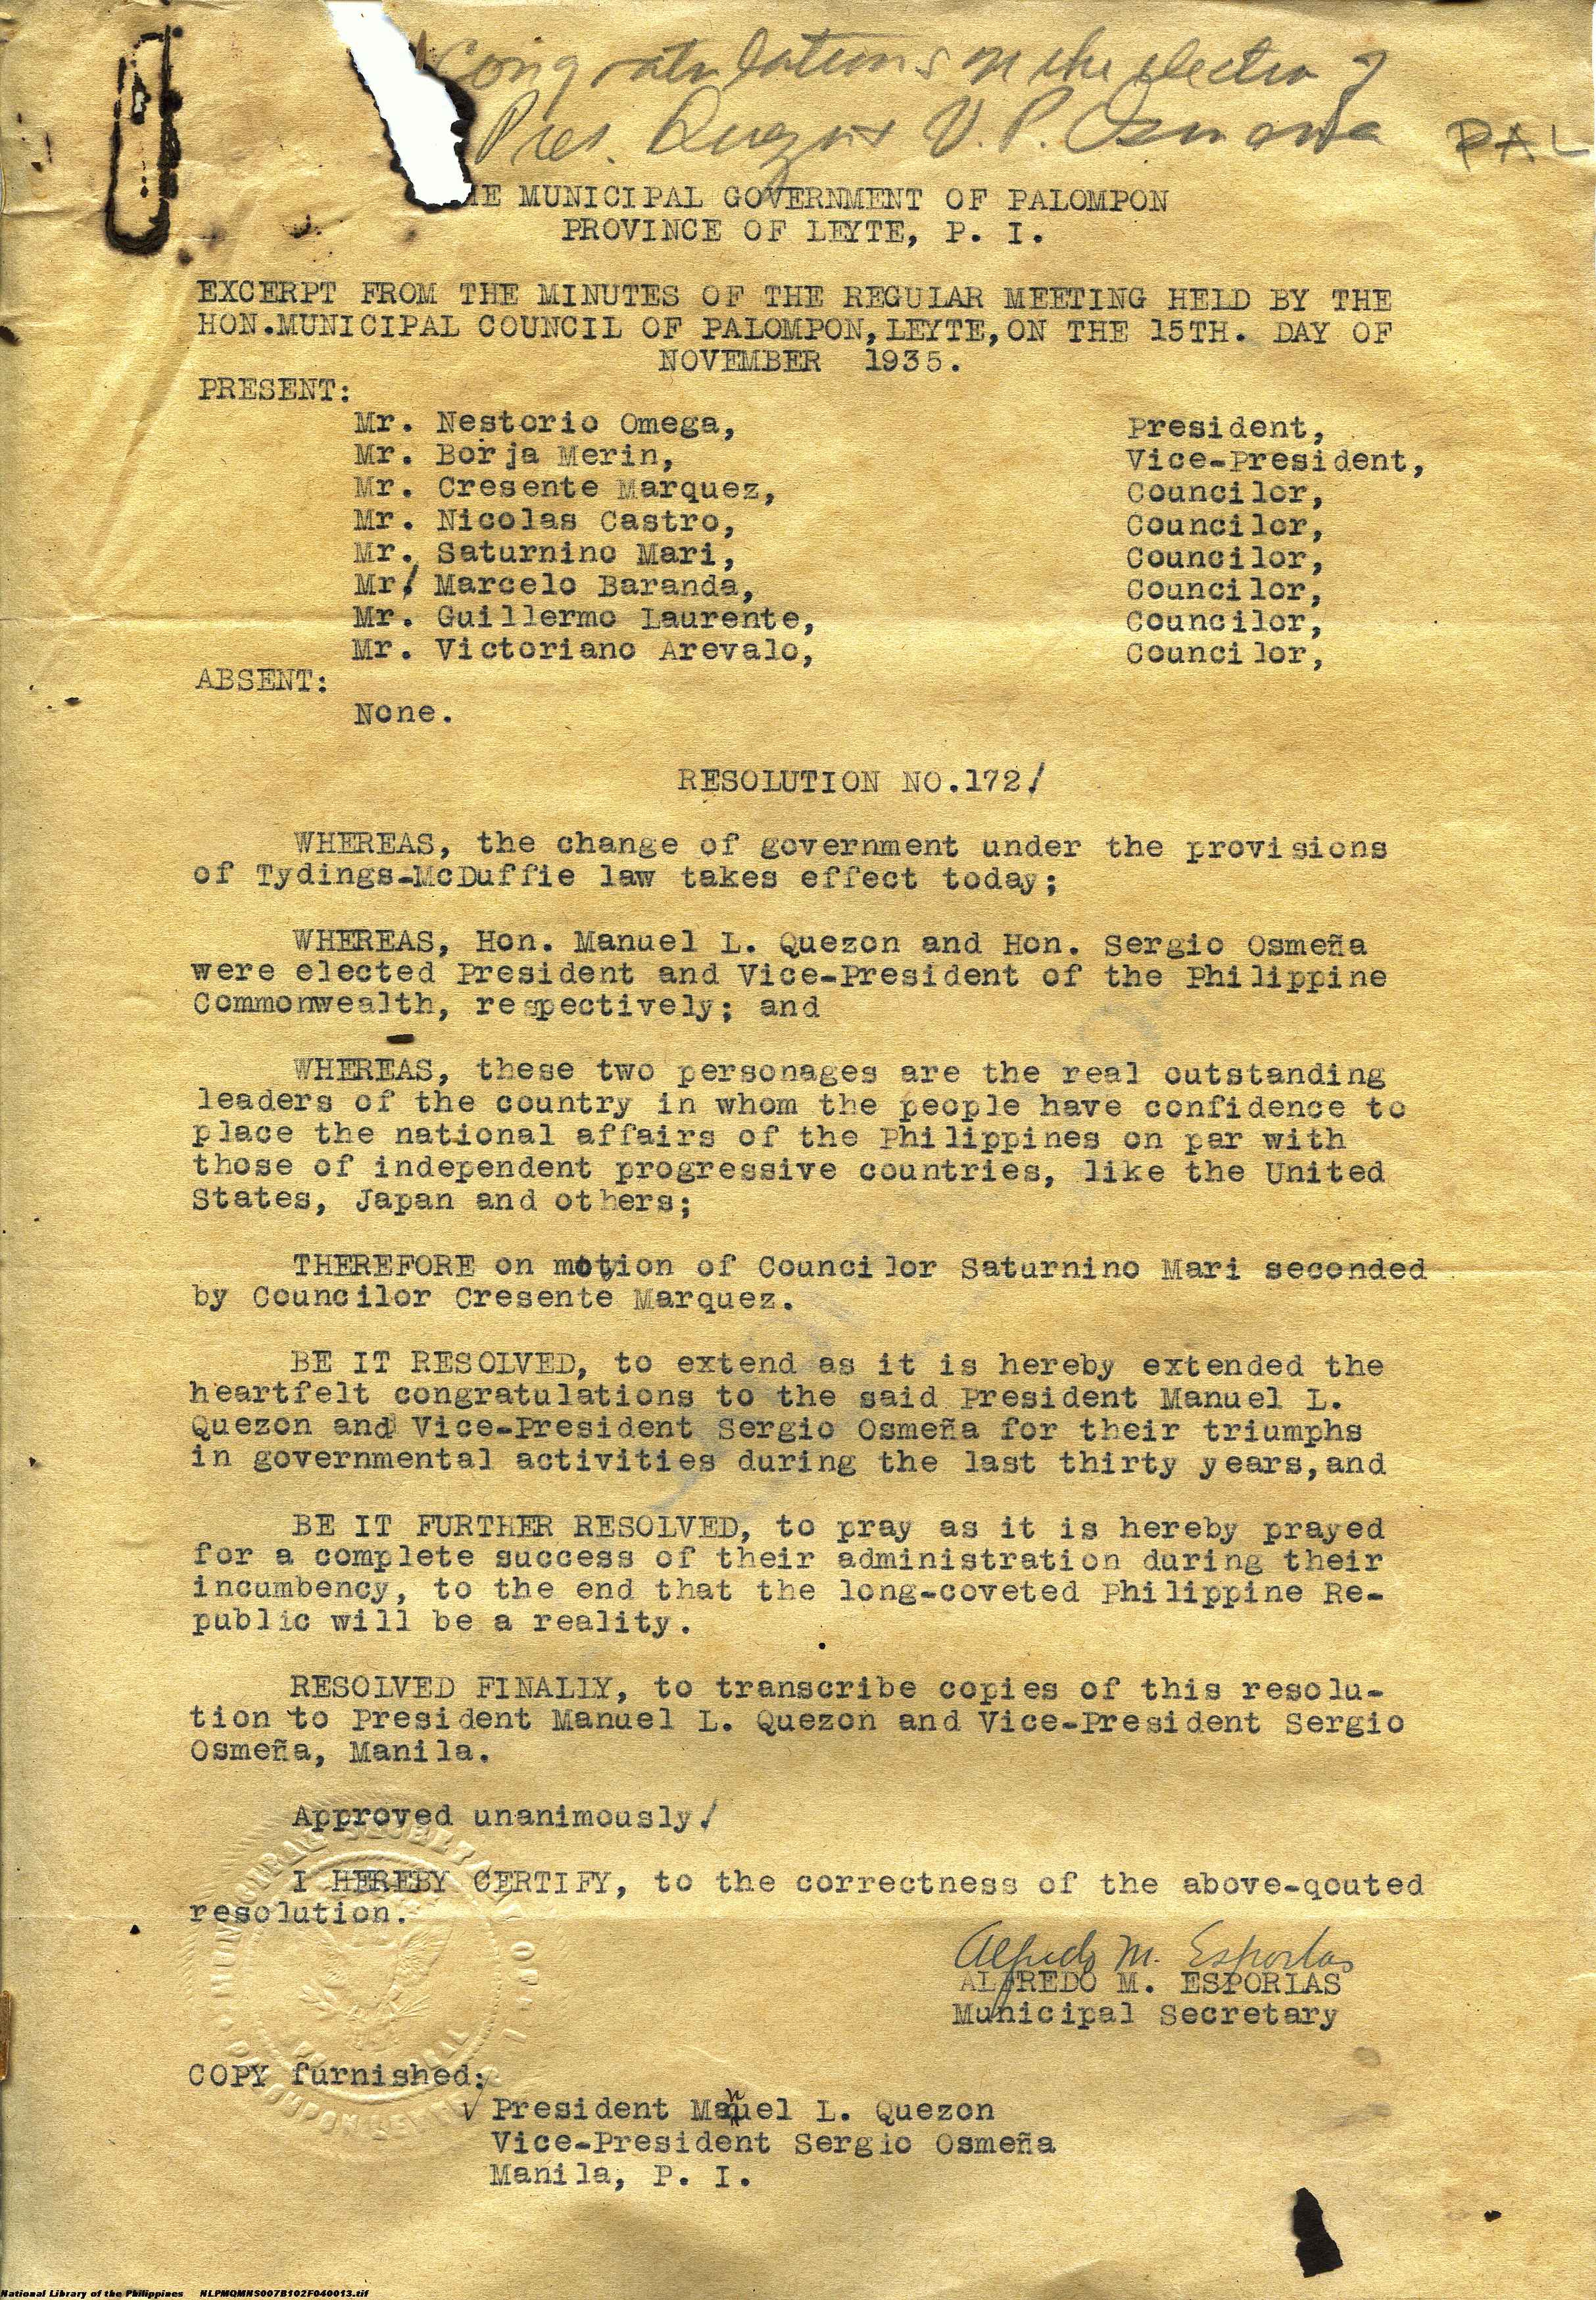 Congratulations on the election of
Pres. Quezon & V. P. Osmeña
PAL
HE MUNICIPAL GOVERNMENT OF PALOMPON
PROVINCE OF LEYTE, P. I.
EXCERPT FROM THE MINUTES OF THE REGULAR MEETING HELD BY THE
HON.MUNICIPAL COUNCIL OF PALOMPON,LEYTE,ON THE 15TH. DAY OF
NOVEMBER 1935.
PRESENT:
Mr. Nestorio Omega, President,
Mr. Borja Merin, Vice-President,
Mr. Cresente Marquez, Councilor,
Mr. Nicolas Castro, Councilor,
Mr. Saturnino Mari, Councilor,
Mr/ Marcelo Baranda, Councilor,
Mr. Guillermo Laurente, Councilor,
Mr. Victoriano Arevalo, Councilor,
ABSENT:
None.
RESOLUTION NO.172/
WHEREAS, the change of government under the provisions
of Tydings-McDuffie law takes effect today;
WHEREAS, Hon. Manuel L. Quezon and Hon. Sergio Osmeña
were elected President and Vice-President of the Philippine
Commonwealth, respectively; and
WHEREAS, these two personages are the real outstanding
leaders of the country in whom the people have confidence to
place the national affairs of the Philippines on par with
those of independent progressive countries, like the United
States, Japan and others;
THEREFORE on motion of Councilor Saturnino Mari seconded
by Councilor Cresente Marquez.
BE IT RESOLVED, to extend as it is hereby extended the
heartfelt congratulations to the said President Manuel L.
Quezon and Vice-President Sergio Osmeña for their triumphs
in governmental activities during the last thirty years,and
BE IT FURTHER RESOLVED, to pray as it is hereby prayed
for a complete success of their administration during their
incumbency, to the end that the long-coveted Philippine Re-
public will be a reality.
RESOLVED FINALLY, to transcribe copies of this resolu-
tion to President Manuel L. Quezon and Vice-President Sergio
Osmeña, Manila.
Approved unanimously/
I HEREBY CERTIFY, to the correctness of the above-qouted
resolution.
Alfredo M. Esporlas
ALFREDO M. ESPORLAS
Municipal Secretary
COPY furnished:
√ President Manuel L. Quezon
Vice-President Sergio Osmeña
Manila, P. I.
National Library of the Philippines NLPMQMNS007B102F040013.tif